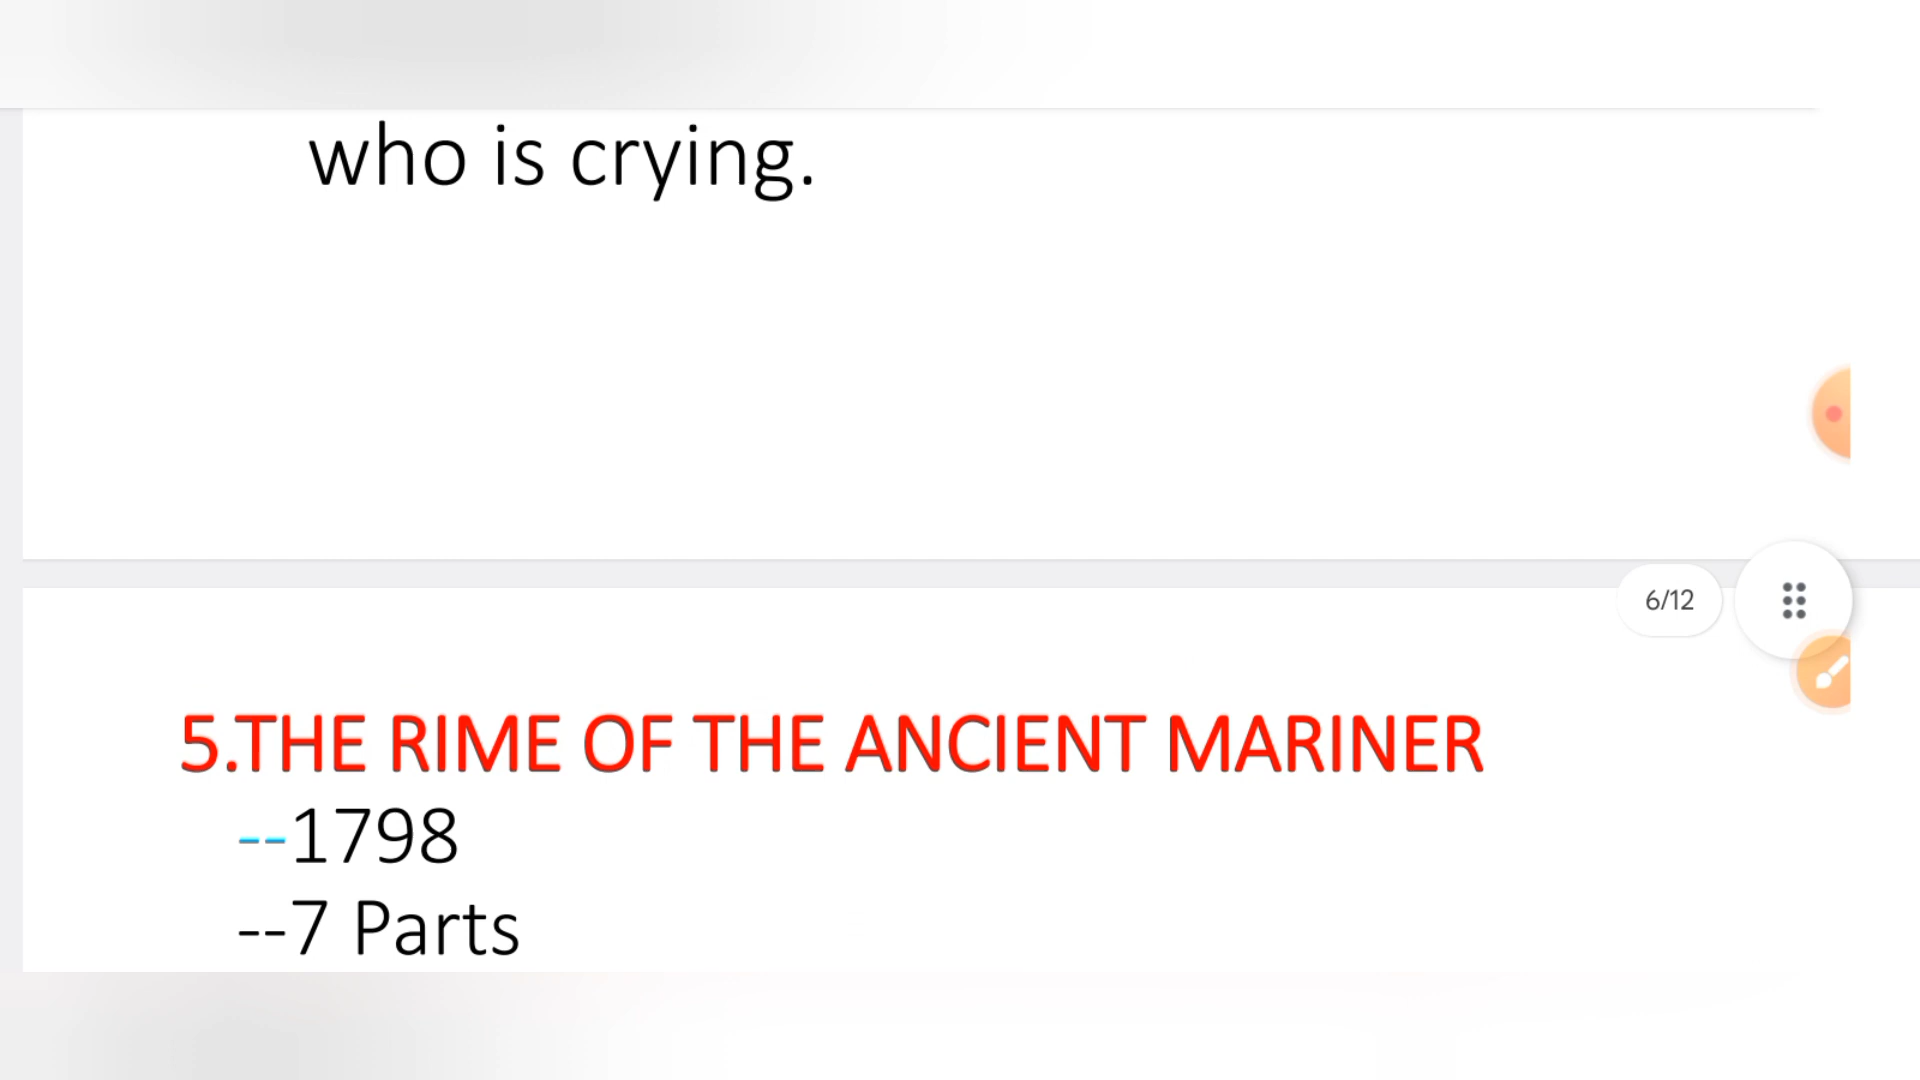 who is crying.
6/12
5.THE RIME OF THE ANCIENT MARINER
--1798
--7 Parts